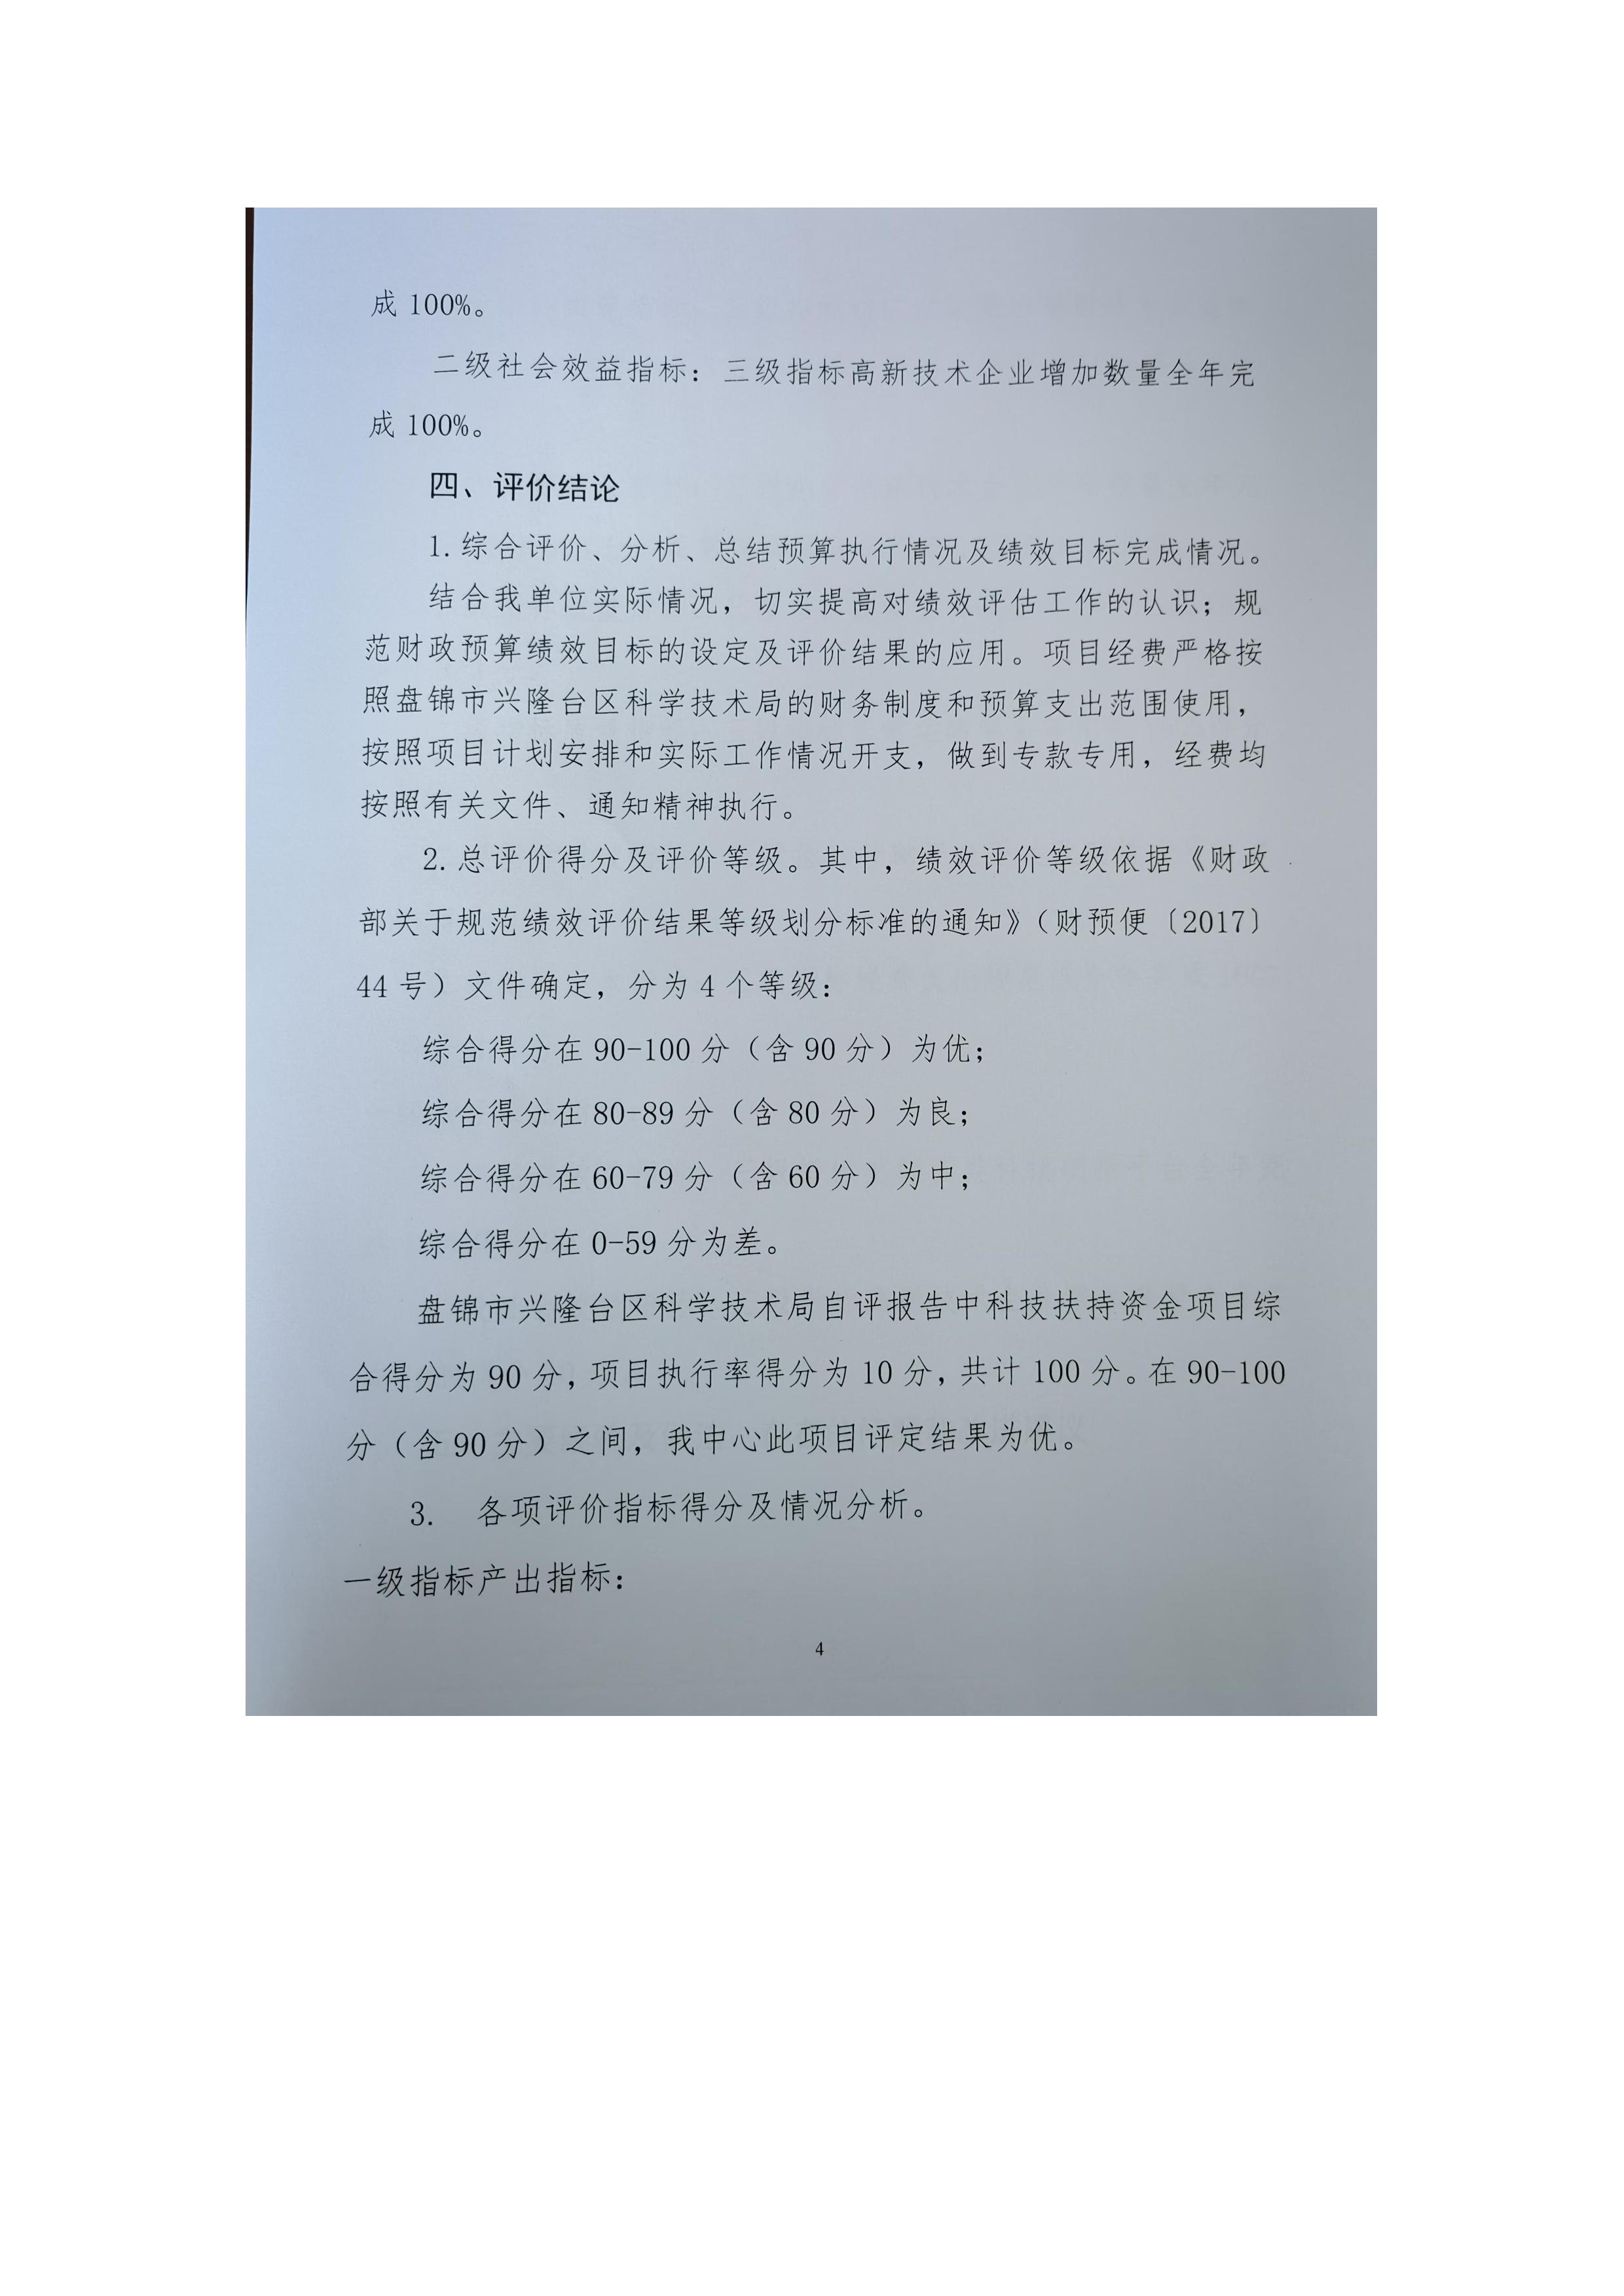 成 100%。
二级社会效益指标：三级指标高新技术企业增加数量全年完
成 100%。
四、评价结论
1.综合评价、分析、总结预算执行情况及绩效目标完成情况。
结合我单位实际情况，切实提高对绩效评估工作的认识；规
范财政预算绩效目标的设定及评价结果的应用。项目经费严格按
照盘锦市兴隆台区科学技术局的财务制度和预算支出范围使用，
按照项目计划安排和实际工作情况开支，做到专款专用，经费均
按照有关文件、通知精神执行。
2.总评价得分及评价等级。其中，绩效评价等级依据《财政
部关于规范绩效评价结果等级划分标准的通知》（财预便〔2017〕
44 号）文件确定，分为 4 个等级：
综合得分在 90-100 分（含 90 分）为优；
综合得分在 80-89 分（含 80 分）为良；
综合得分在 60-79 分（含 60 分）为中；
综合得分在 0-59 分为差。
盘锦市兴隆台区科学技术局自评报告中科技扶持资金项目综
合得分为 90 分，项目执行率得分为 10 分，共计 100 分。在 90-100
分（含 90 分）之间，我中心此项目评定结果为优。
3. 各项评价指标得分及情况分析。
一级指标产出指标：
4